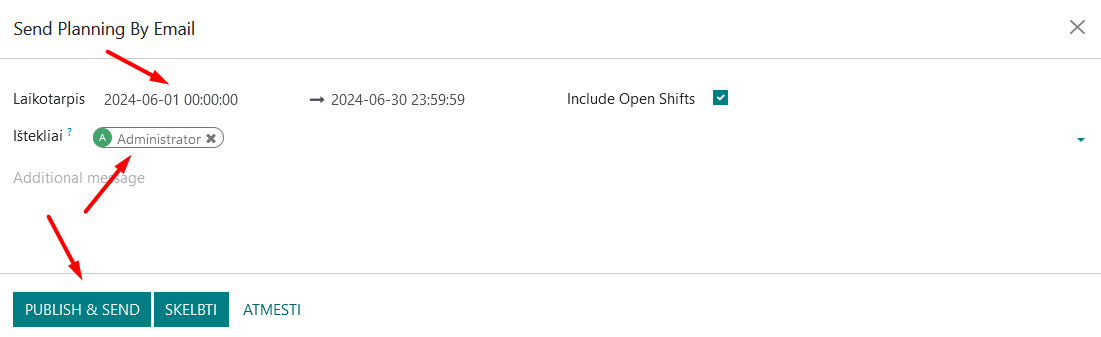 Send Planning By Email
Laikotarpis 2024-06-01 00:00:00 2024-06-30 23:59:59 Include Open Shifts
Ištekliai ? A Administrator
Additional message
PUBLISH & SEND SKELBTI ATMESTI